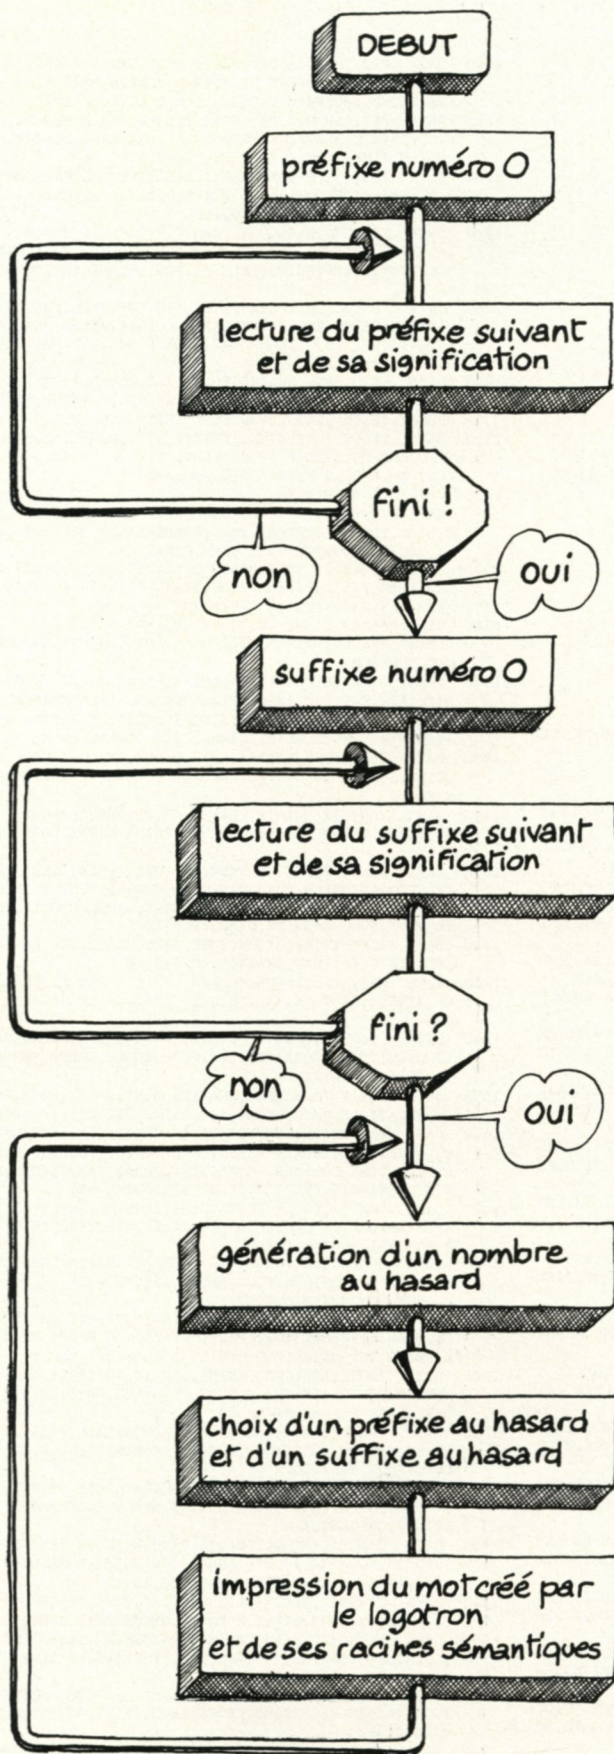 DEBUT
préfixe numéro 0
lecture du préfixe suivant
et de sa signification
fini !
non
oui
suffixe numéro 0
lecture du suffixe suivant
et de sa signification
fini ?
non
oui
génération d'un nombre
au hasard
choix d'un préfixe au hasard
et d'un suffixe au hasard
impression du mot créé par
le logotron
et de ses racines sémantiques